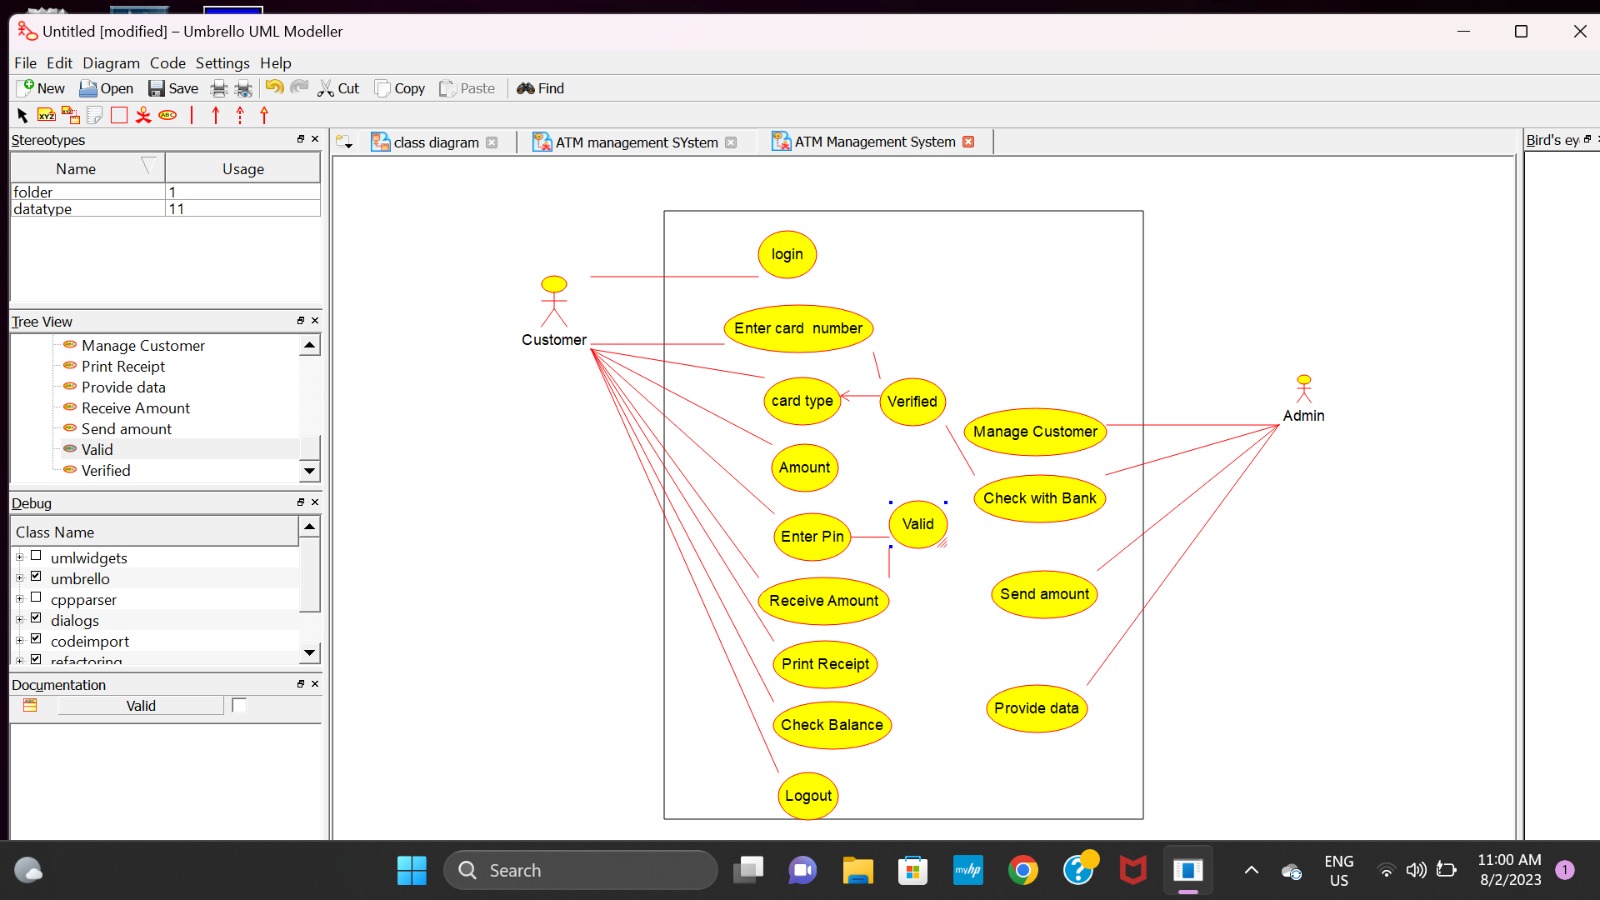 Untitled [modified] – Umbrello UML Modeller
File Edit Diagram Code Settings Help
New Open Save Cut Copy Paste Find
XYZ ABC
Stereotypes
Name Usage
folder 1
datatype 11
Tree View
Manage Customer
Print Receipt
Provide data
Receive Amount
Send amount
Valid
Verified
Debug
Class Name
umlwidgets
umbrello
cppparser
dialogs
codeimport
refactoring
Documentation
Valid
class diagram
ATM management SYstem
ATM Management System
Bird's ey
login
Customer
Enter card number
card type
Verified
Manage Customer
Admin
Amount
Check with Bank
Enter Pin
Valid
Receive Amount
Send amount
Print Receipt
Check Balance
Provide data
Logout
Search
myhp
ENG
US
11:00 AM
8/2/2023
1